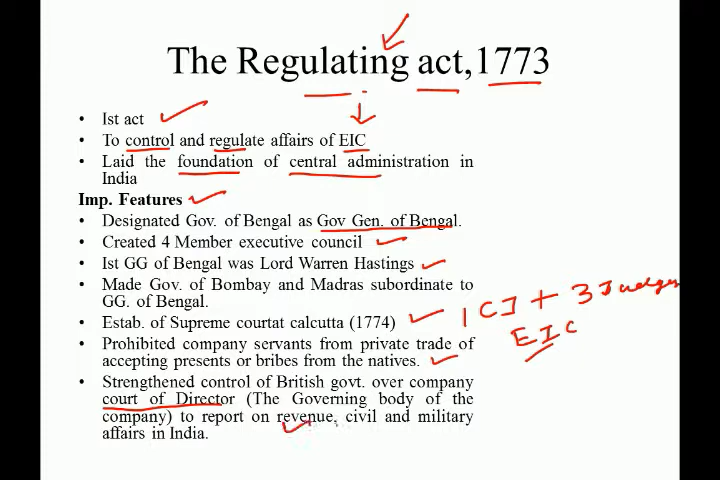 The Regulating act,1773
• Ist act
• To control and regulate affairs of EIC
• Laid the foundation of central administration in
India
Imp. Features
• Designated Gov. of Bengal as Gov Gen. of Bengal.
• Created 4 Member executive council
• Ist GG of Bengal was Lord Warren Hastings
• Made Gov. of Bombay and Madras subordinate to
GG. of Bengal.
• Estab. of Supreme courtat calcutta (1774)
1 CJ + 3 Judges
EIC
• Prohibited company servants from private trade of
accepting presents or bribes from the natives.
• Strengthened control of British govt. over company
court of Director (The Governing body of the
company) to report on revenue, civil and military
affairs in India.